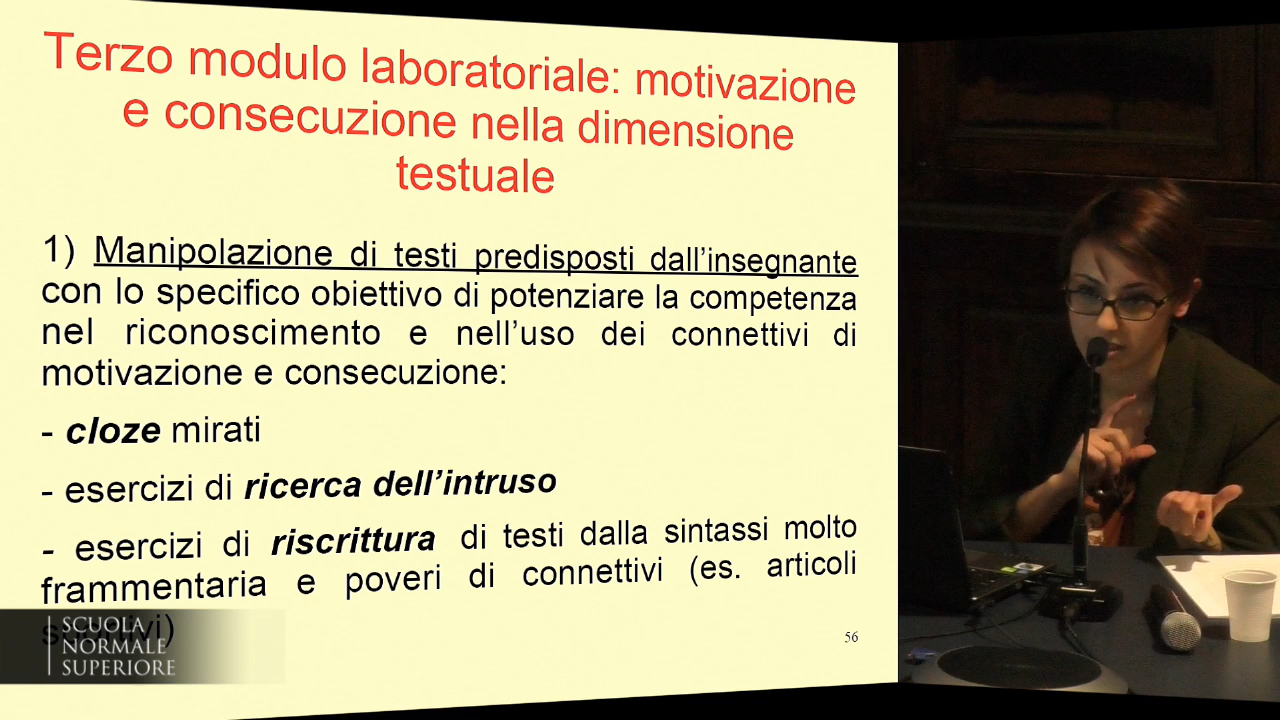 Terzo modulo laboratoriale: motivazione
e consecuzione nella dimensione
testuale
1) Manipolazione di testi predisposti dall’insegnante
con lo specifico obiettivo di potenziare la competenza
nel riconoscimento e nell’uso dei connettivi di
motivazione e consecuzione:
- cloze mirati
- esercizi di ricerca dell’intruso
- esercizi di riscrittura di testi dalla sintassi molto
frammentaria e poveri di connettivi (es. articoli
sportivi)
56
SCUOLA
NORMALE
SUPERIORE